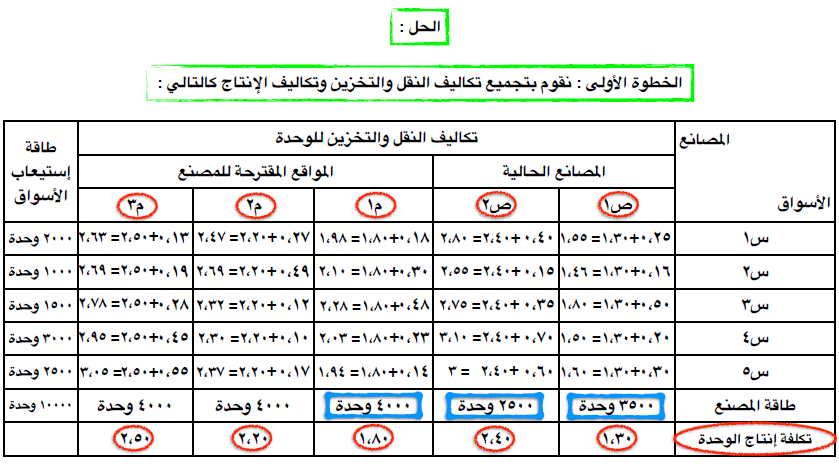 الحل :
الخطوة الأولى : نقوم بتجميع تكاليف النقل والتخزين وتكاليف الإنتاج كالتالي :
المصانع
الأسواق
تكاليف النقل والتخزين للوحدة
طاقة إستيعاب الأسواق
المصانع الحالية
المواقع المقترحة للمصنع
ص١ ص٢ م١ م٢ م٣
س١ ٠،٢٥+١،٣٠=١،٥٥ ٠،٤٠+٢،٤٠=٢،٨٠ ٠،١٨+١،٨٠=١،٩٨ ٠،٢٧+٢،٢٠=٢،٤٧ ٠،١٣+٢،٥٠=٢،٦٣ ٢٠٠٠ وحدة
س٢ ٠،١٦+١،٣٠=١،٤٦ ٠،١٥+٢،٤٠=٢،٥٥ ٠،٣٠+١،٨٠=٢،١٠ ٠،٤٩+٢،٢٠=٢،٦٩ ٠،١٩+٢،٥٠=٢،٦٩ ١٠٠٠ وحدة
س٣ ٠،٥٠+١،٣٠=١،٨٠ ٠،٣٥+٢،٤٠=٢،٧٥ ٠،٤٨+١،٨٠=٢،٢٨ ٠،١٢+٢،٢٠=٢،٣٢ ٠،٢٨+٢،٥٠=٢،٧٨ ١٥٠٠ وحدة
س٤ ٠،٢٠+١،٣٠=١،٥٠ ٠،٧٠+٢،٤٠=٣،١٠ ٠،٢٣+١،٨٠=٢،٠٣ ٠،١٠+٢،٢٠=٢،٣٠ ٠،٤٥+٢،٥٠=٢،٩٥ ٣٠٠٠ وحدة
س٥ ٠،٣٠+١،٣٠=١،٦٠ ٠،٦٠+٢،٤٠=٣ ٠،١٤+١،٨٠=١،٩٤ ٠،١٧+٢،٢٠=٢،٣٧ ٠،٥٥+٢،٥٠=٣،٠٥ ٢٥٠٠ وحدة
طاقة المصنع ٣٥٠٠ وحدة ٢٥٠٠ وحدة ٤٠٠٠ وحدة ٤٠٠٠ وحدة ٤٠٠٠ وحدة ١٠٠٠٠ وحدة
تكلفة إنتاج الوحدة ١،٣٠ ٢،٤٠ ١،٨٠ ٢،٢٠ ٢،٥٠